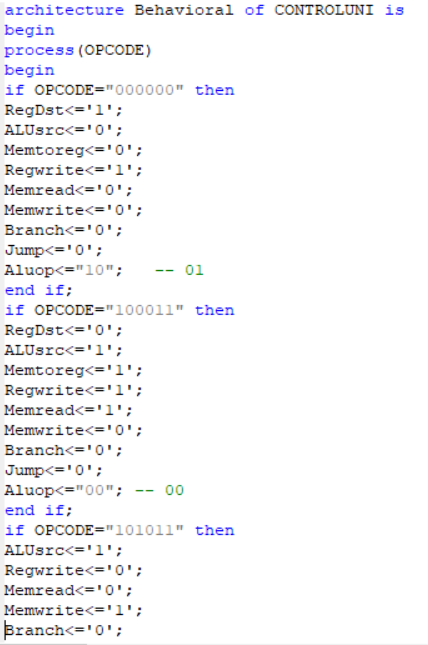 architecture Behavioral of CONTROLUNI is
begin
process(OPCODE)
begin
if OPCODE="000000" then
RegDst<='1';
ALUsrc<='0';
Memtoreg<='0';
Regwrite<='1';
Memread<='0';
Memwrite<='0';
Branch<='0';
Jump<='0';
Aluop<="10";   -- 01
end if;
if OPCODE="100011" then
RegDst<='0';
ALUsrc<='1';
Memtoreg<='1';
Regwrite<='1';
Memread<='1';
Memwrite<='0';
Branch<='0';
Jump<='0';
Aluop<="00"; -- 00
end if;
if OPCODE="101011" then
ALUsrc<='1';
Regwrite<='0';
Memread<='0';
Memwrite<='1';
Branch<='0';